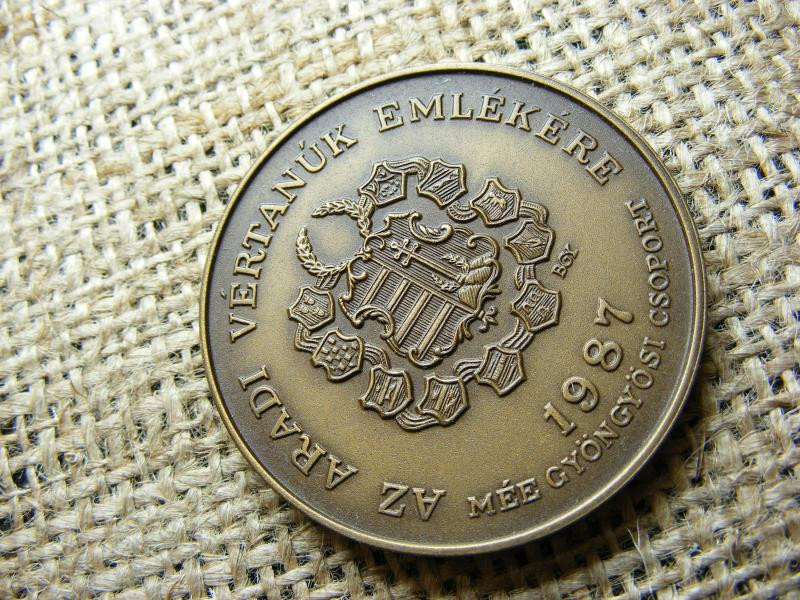 AZ ARADI VÉRTANÚK EMLÉKÉRE
1987
MÉE GYÖNGYÖSI CSOPORT
BGY